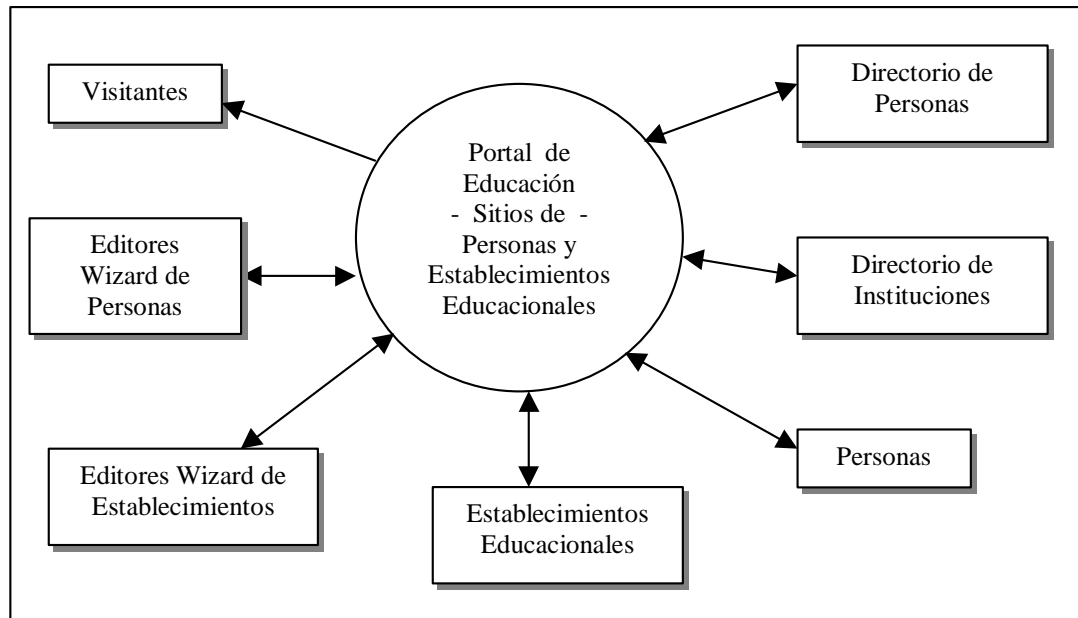 Visitantes
Directorio de
Personas
Portal de
Educación
- Sitios de -
Personas y
Establecimientos
Educacionales
Editores
Wizard de
Personas
Directorio de
Instituciones
Editores Wizard de
Establecimientos
Establecimientos
Educacionales
Personas